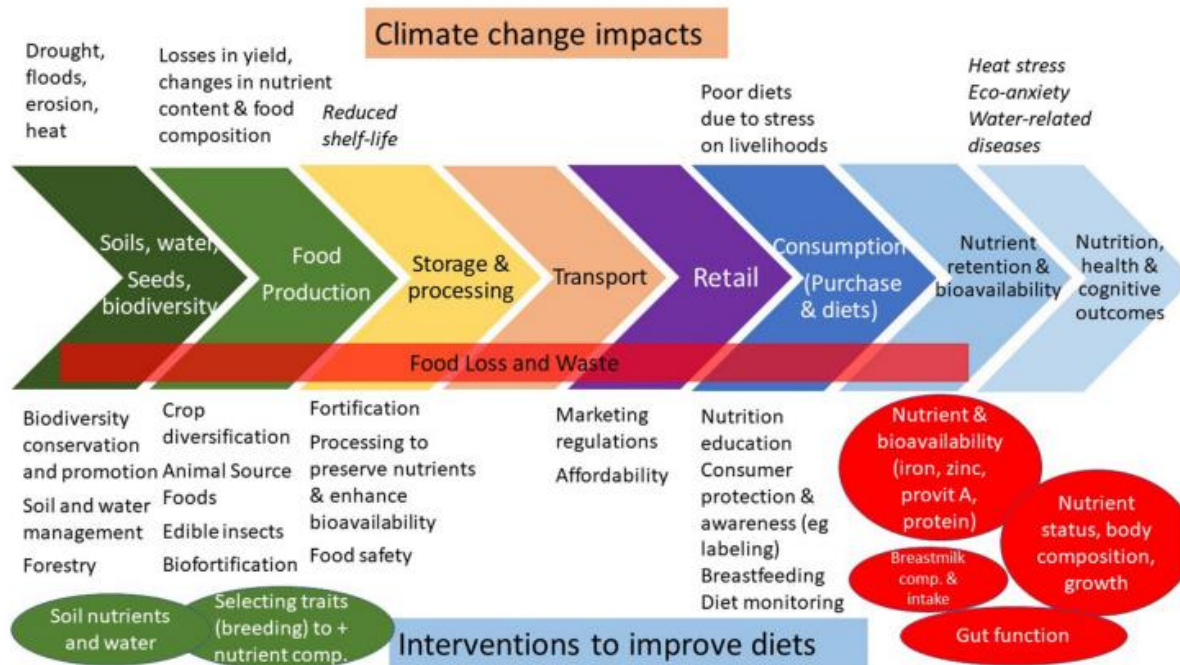 Climate change impacts
Drought,
floods,
erosion,
heat
Losses in yield,
changes in nutrient
content & food
composition
Reduced
shelf-life
Poor diets
due to stress
on livelihoods
Heat stress
Eco-anxiety
Water-related
diseases
Soils, water,
Seeds,
biodiversity
Food
Production
Storage &
processing
Transport
Retail
Consumption
(Purchase
& diets)
Nutrient
retention &
bioavailability
Nutrition,
health &
cognitive
outcomes
Food Loss and Waste
Biodiversity
conservation
and promotion
Soil and water
management
Forestry
Crop
diversification
Animal Source
Foods
Edible insects
Biofortification
Fortification
Processing to
preserve nutrients
& enhance
bioavailability
Food safety
Marketing
regulations
Affordability
Nutrition
education
Consumer
protection &
awareness (eg
labeling)
Breastfeeding
Diet monitoring
Nutrient &
bioavailability
(iron, zinc,
provit A,
protein)
Nutrient
status, body
composition,
growth
Breastmilk
comp. &
intake
Gut function
Soil nutrients
and water
Selecting traits
(breeding) to +
nutrient comp.
Interventions to improve diets